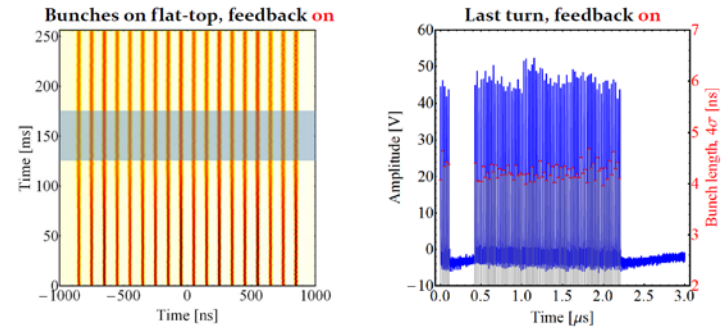 Bunches on flat-top, feedback on
Time [ms]
250
200
150
100
50
0
−1000 −500 0 500 1000
Time [ns]
Last turn, feedback on
Amplitude [V]
60
50
40
30
20
10
0
−10
0.0 0.5 1.0 1.5 2.0 2.5 3.0
Time [μs]
7
6
5
4
3
2
Bunch length, 4σ [ns]